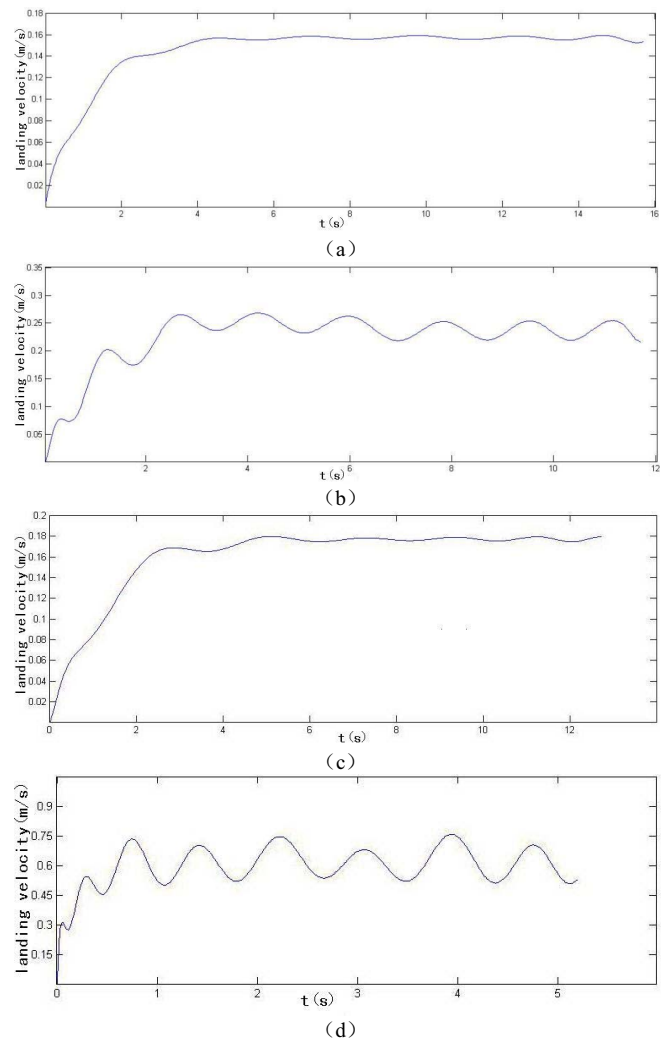 0.18
0.16
0.14
0.12
0.1
0.08
0.06
0.04
0.02
landing velocity(m/s)
2 4 6 8 10 12 14 16
t(s)
(a)
0.35
0.3
0.25
0.2
0.15
0.1
0.05
landing velocity(m/s)
0 2 4 6 8 10 12
t(s)
(b)
0.2
0.18
0.16
0.14
0.12
0.1
0.08
0.06
0.04
0.02
landing velocity(m/s)
0 2 4 6 8 10 12
t(s)
(c)
0.9
0.75
0.6
0.45
0.3
0.15
landing velocity(m/s)
0 1 2 3 4 5
t(s)
(d)